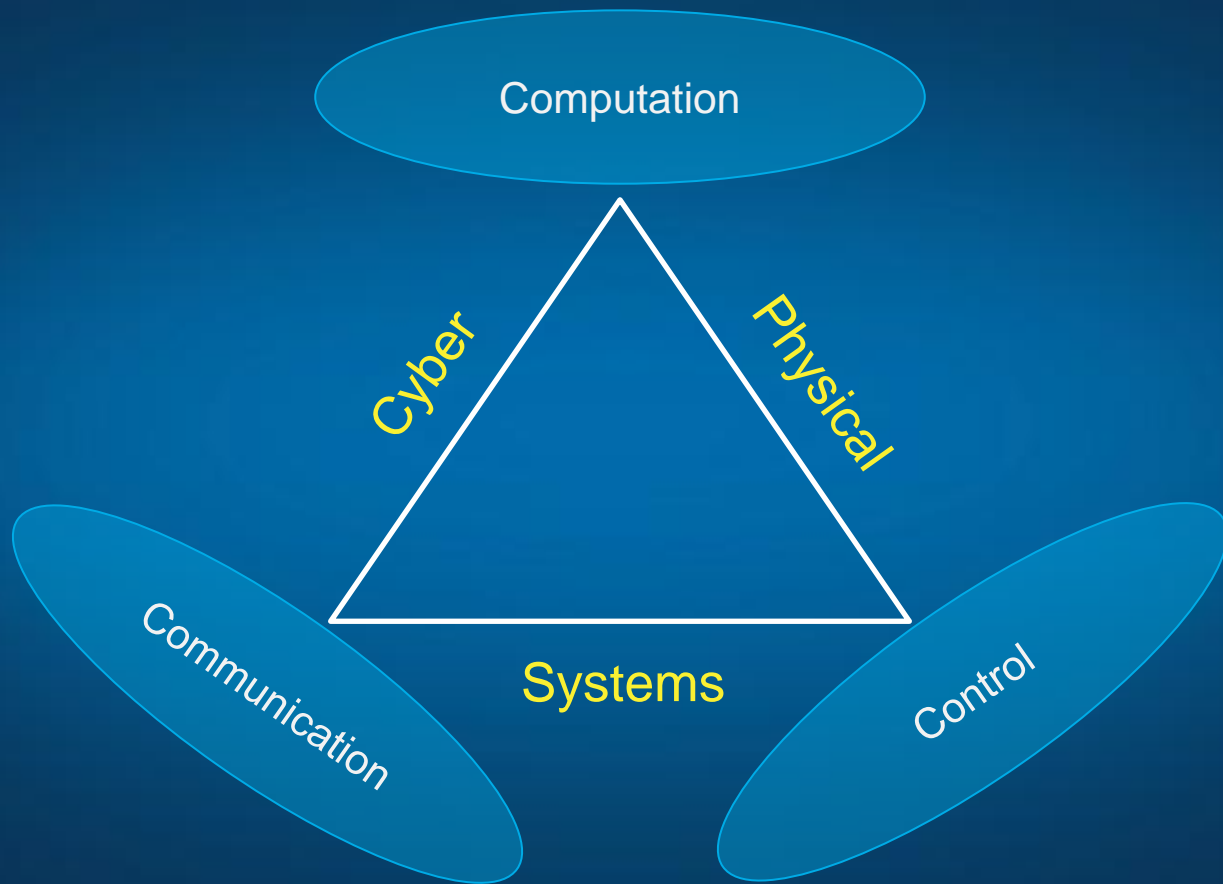 Computation
Cyber
Physical
Communication
Systems
Control